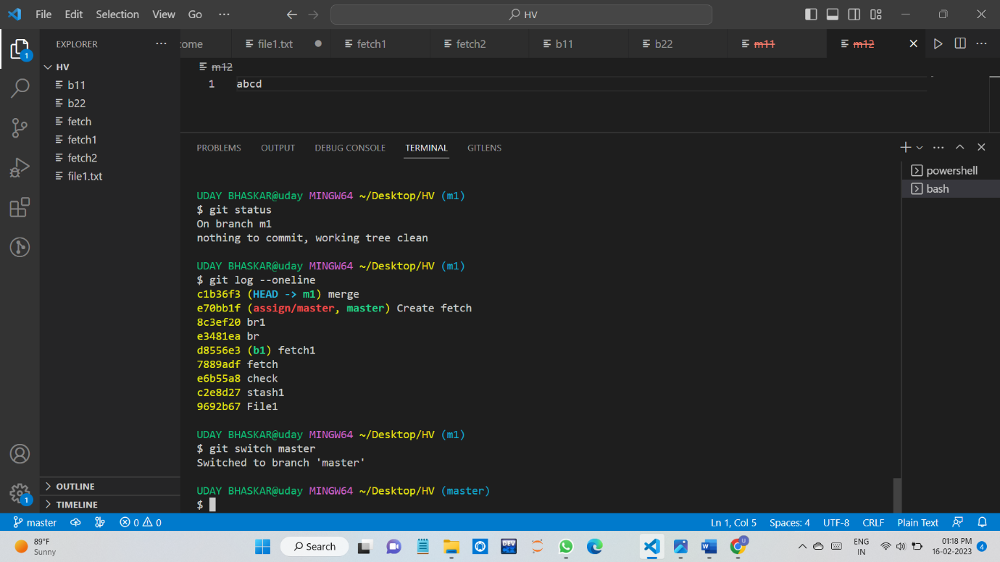 File Edit Selection View Go ··· HV
EXPLORER ···
HV
b11
b22
fetch
fetch1
fetch2
file1.txt
OUTLINE
TIMELINE
1
1
come file1.txt fetch1 fetch2 b11 b22 m11 m12
m12
1 abcd
PROBLEMS OUTPUT DEBUG CONSOLE TERMINAL GITLENS
powershell
bash
UDAY BHASKAR@uday MINGW64 ~/Desktop/HV (m1)
$ git status
On branch m1
nothing to commit, working tree clean
UDAY BHASKAR@uday MINGW64 ~/Desktop/HV (m1)
$ git log --oneline
c1b36f3 (HEAD -> m1) merge
e70bb1f (assign/master, master) Create fetch
8c3ef20 br1
e3481ea br
d8556e3 (b1) fetch1
7889adf fetch
e6b55a8 check
c2e8d27 stash1
9692b67 File1
UDAY BHASKAR@uday MINGW64 ~/Desktop/HV (m1)
$ git switch master
Switched to branch 'master'
UDAY BHASKAR@uday MINGW64 ~/Desktop/HV (master)
$
master 0 0 Ln 1, Col 5 Spaces: 4 UTF-8 CRLF Plain Text
89°F
Sunny
Search
DEV
U
ENG
IN
01:18 PM
16-02-2023
4